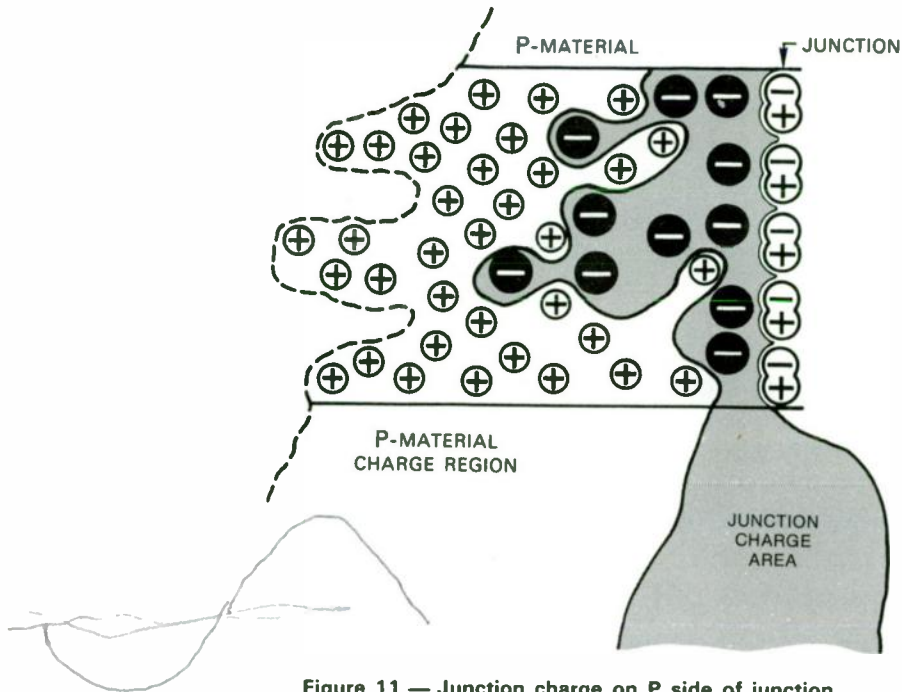 P-MATERIAL
JUNCTION
P-MATERIAL
CHARGE REGION
JUNCTION
CHARGE
AREA
Figure 11 — Junction charge on P side of junction